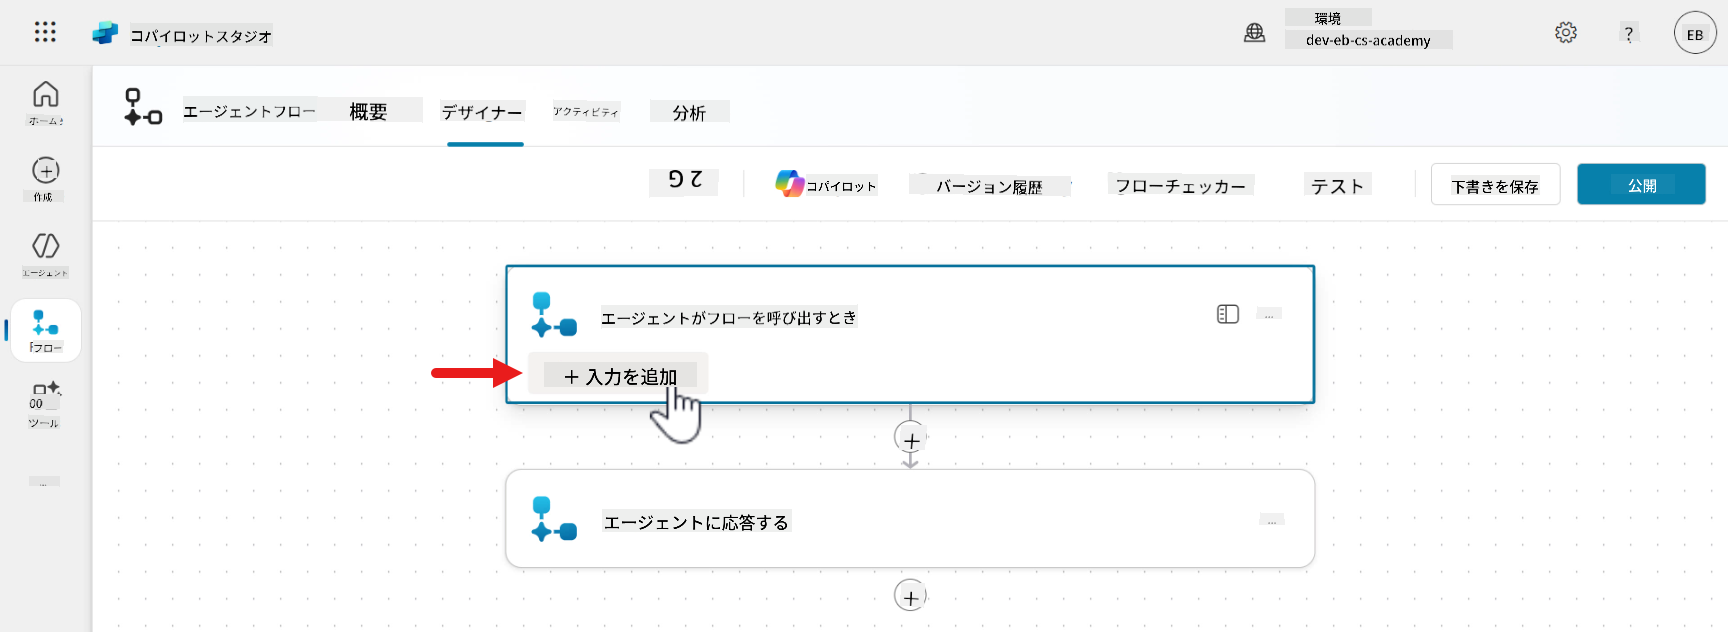 コパイロットスタジオ
環境
dev-eb-cs-academy
?
EB
ホーム
作成
エージェント
フロー
ツール
エージェントフロー 概要 デザイナー アクティビティ 分析
コパイロット バージョン履歴 フローチェッカー テスト 下書きを保存 公開
エージェントがフローを呼び出すとき
+ 入力を追加
エージェントに応答する